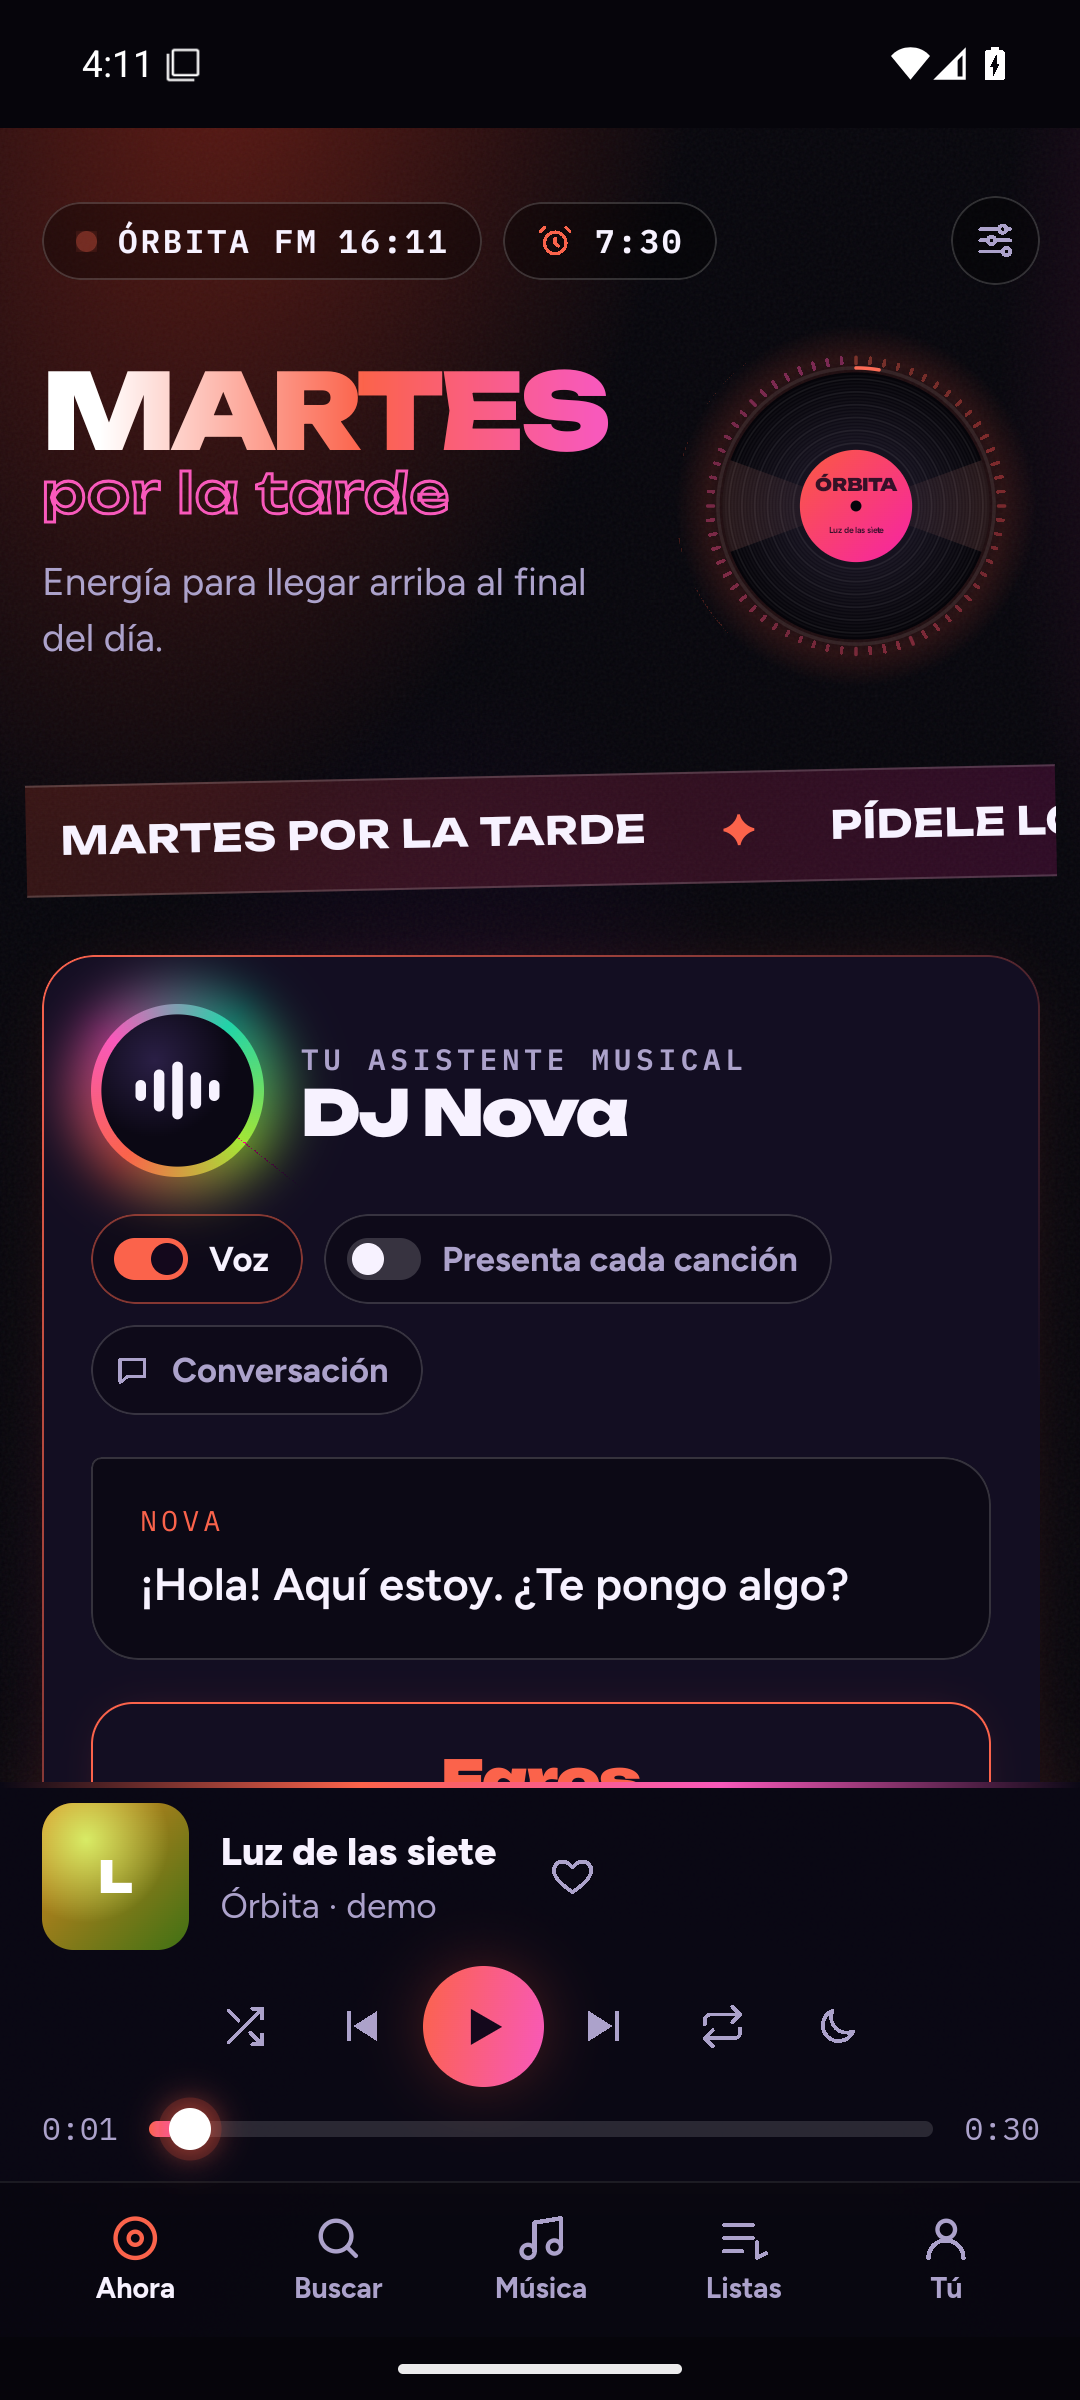 4:11
ÓRBITA FM 16:11
7:30
MARTES
por la tarde
Energía para llegar arriba al final
del día.
ÓRBITA
Luz de las siete
MARTES POR LA TARDE ✦ PÍDELE LO
TU ASISTENTE MUSICAL
DJ Nova
Voz
Presenta cada canción
Conversación
NOVA
¡Hola! Aquí estoy. ¿Te pongo algo?
L
Luz de las siete
Órbita · demo
0:01
0:30
Ahora
Buscar
Música
Listas
Tú